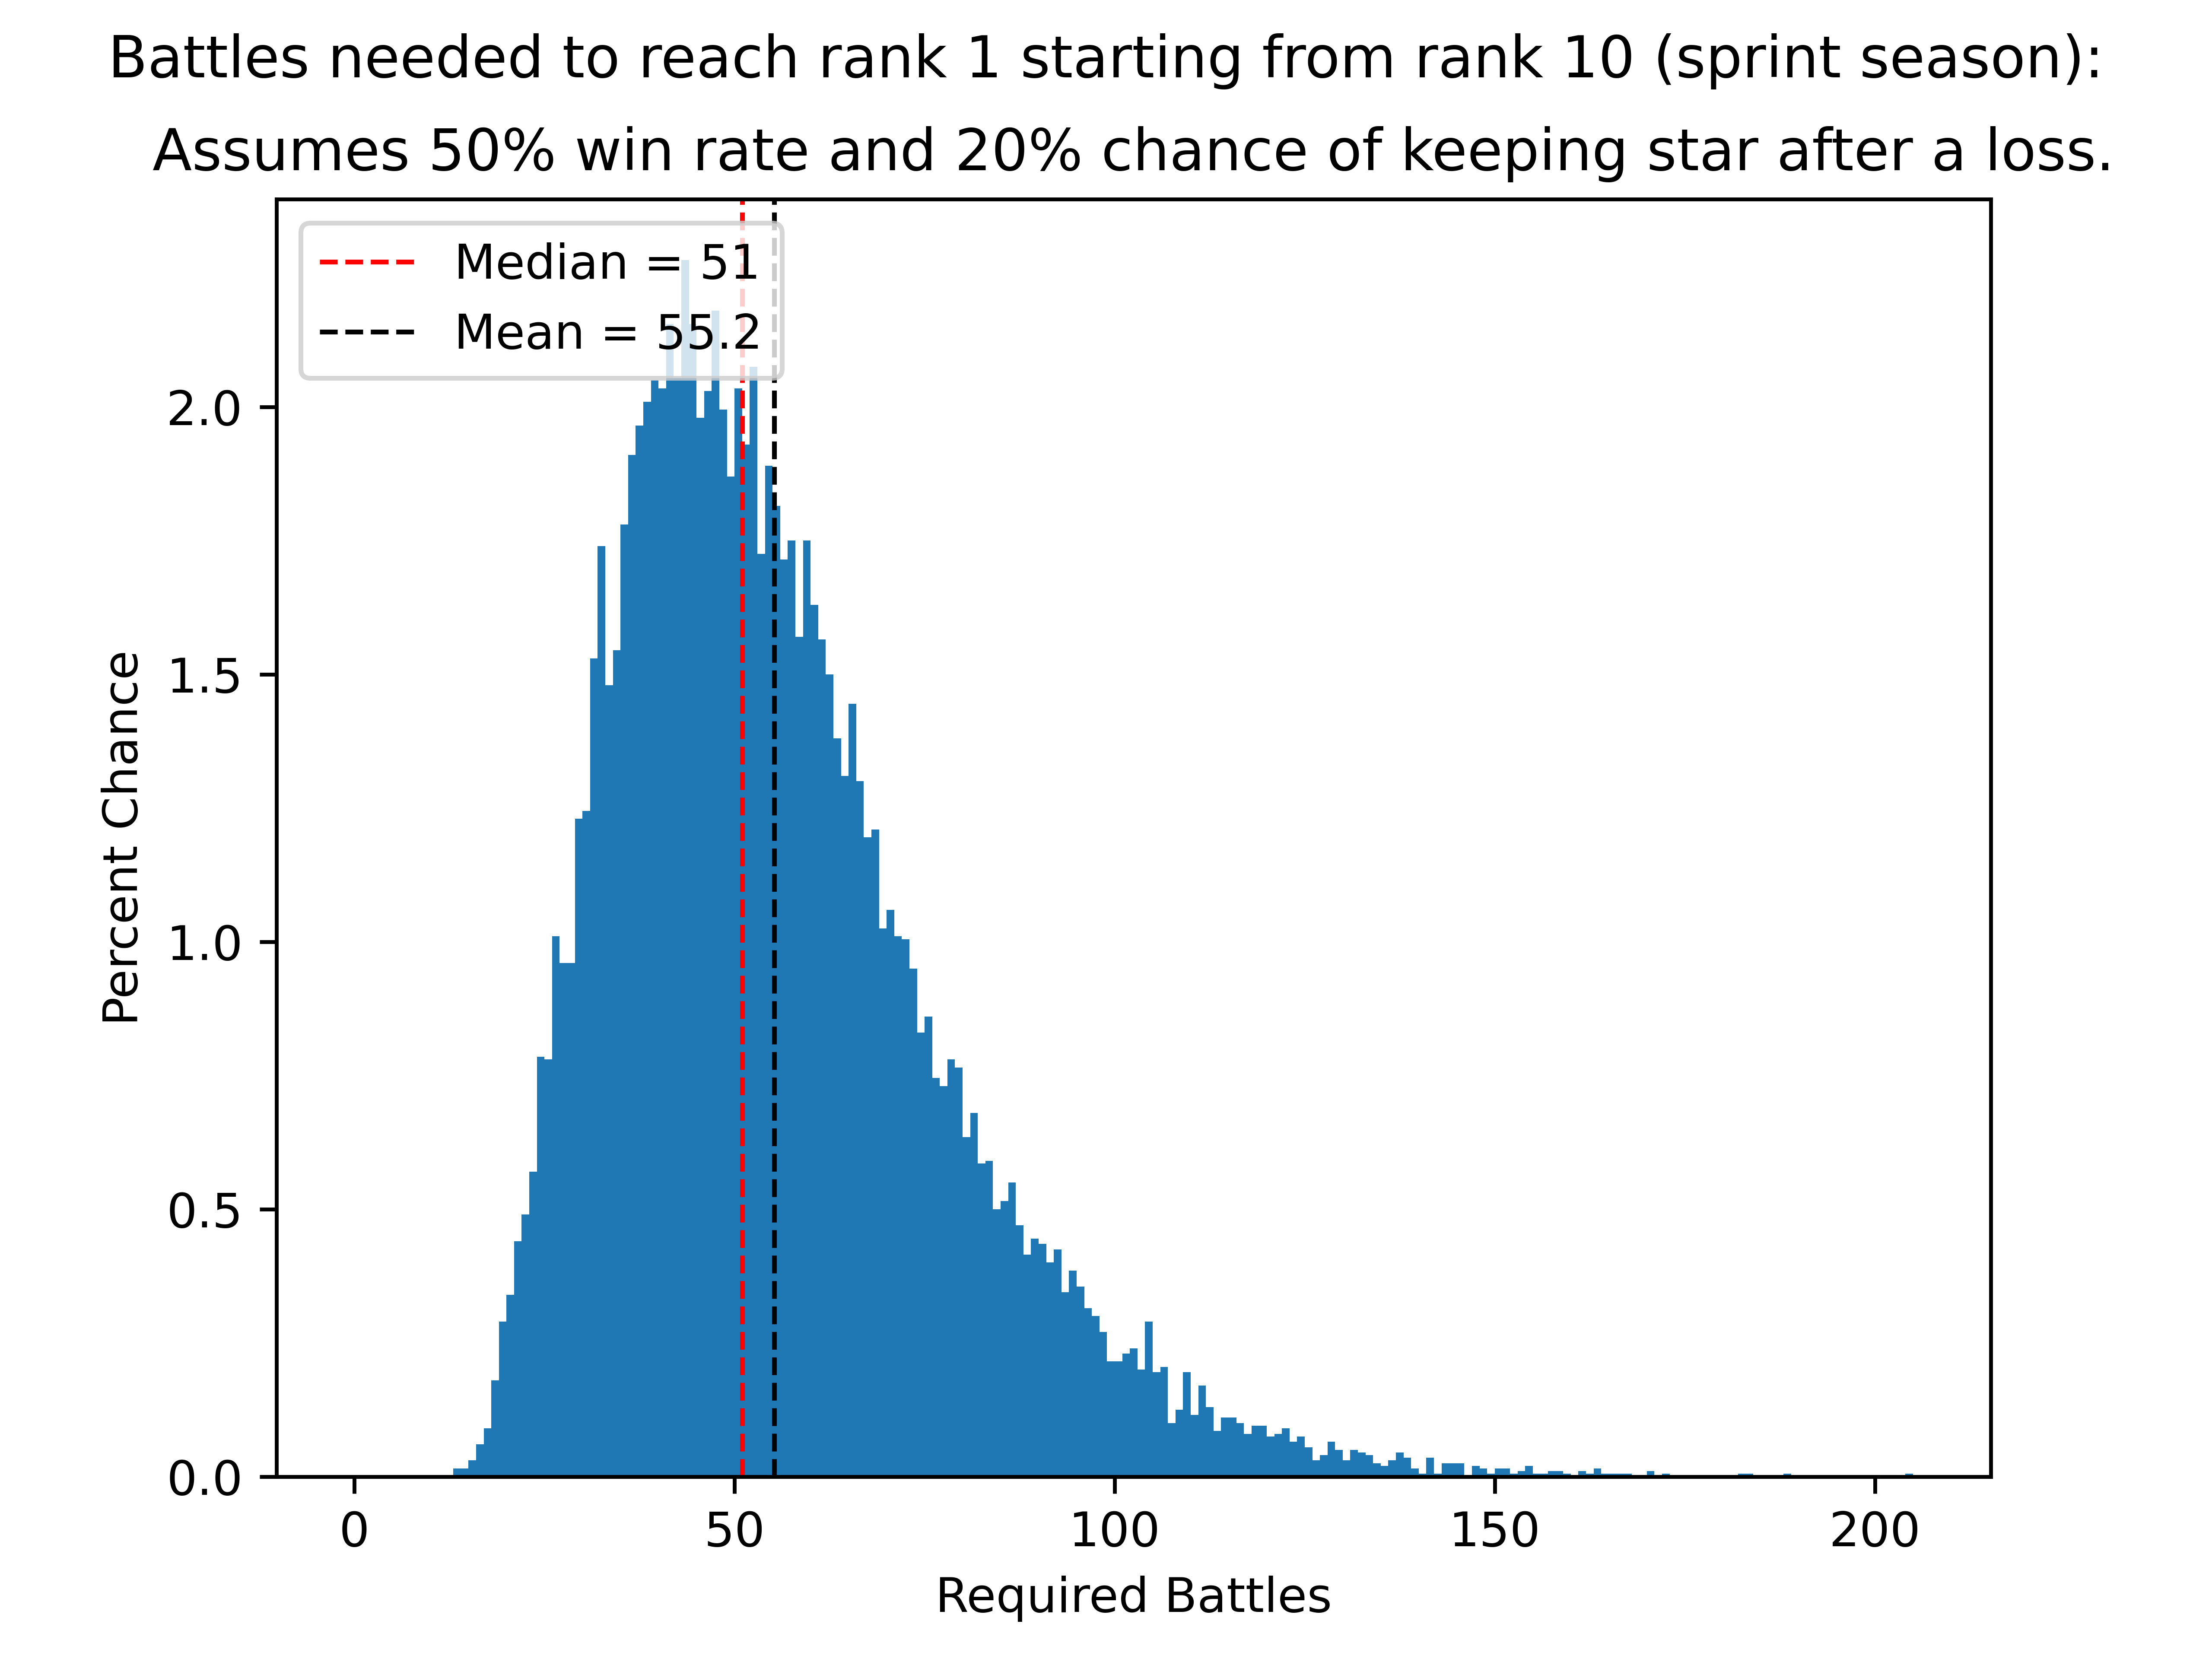 Battles needed to reach rank 1 starting from rank 10 (sprint season):
Assumes 50% win rate and 20% chance of keeping star after a loss.
Median = 51
Mean = 55.2
Percent Chance
2.0
1.5
1.0
0.5
0.0
0 50 100 150 200
Required Battles